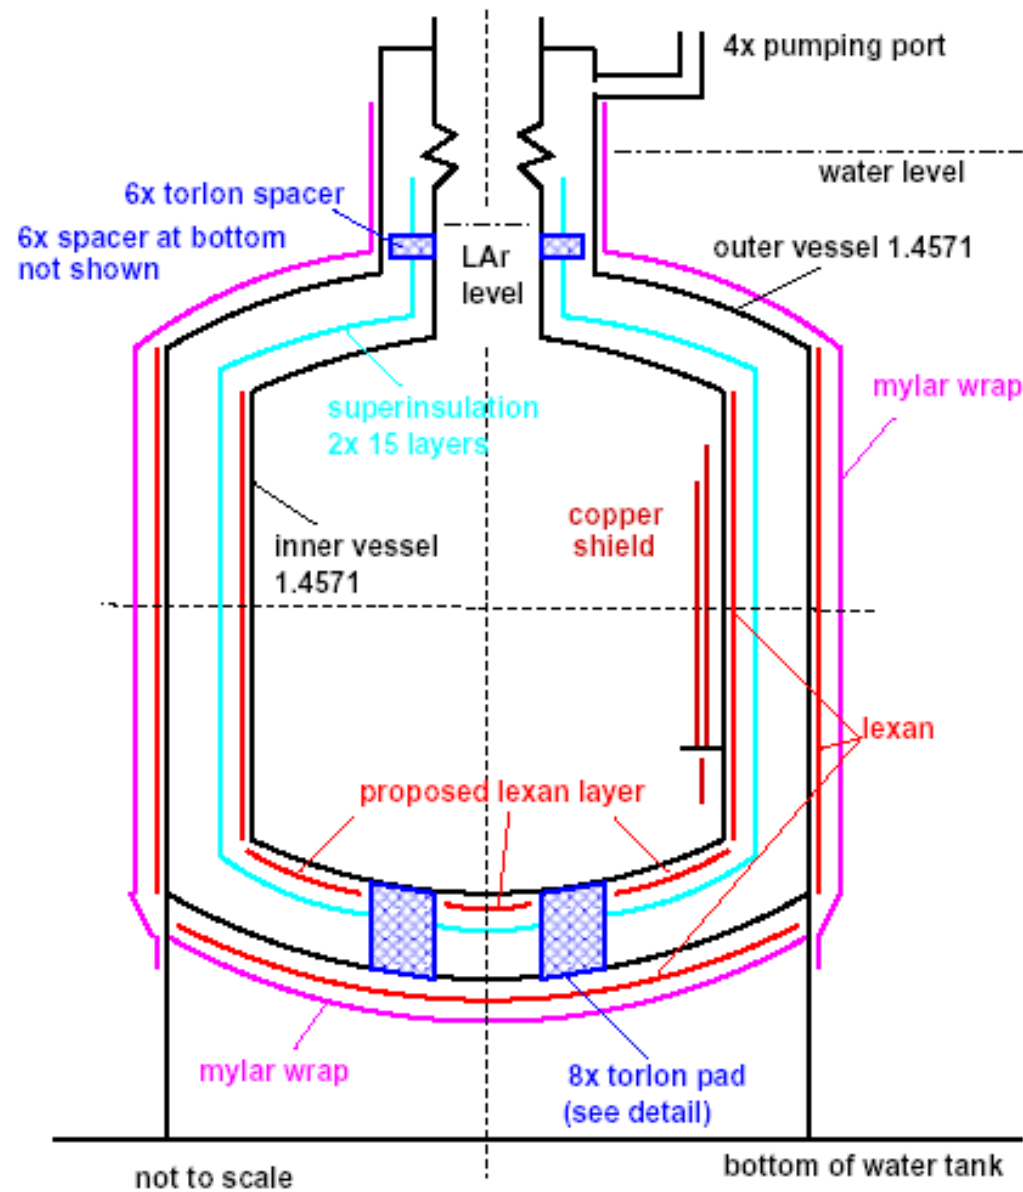 4x pumping port
water level
6x torlon spacer
6x spacer at bottom
not shown
LAr
level
outer vessel 1.4571
mylar wrap
superinsulation
2x 15 layers
copper
shield
inner vessel
1.4571
lexan
proposed lexan layer
mylar wrap
8x torlon pad
(see detail)
not to scale
bottom of water tank